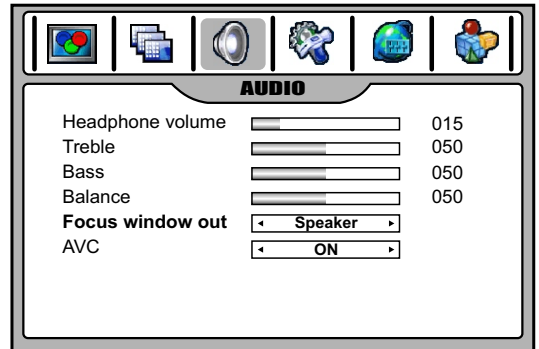 AUDIO
Headphone volume 015
Treble 050
Bass 050
Balance 050
Focus window out Speaker
AVC ON